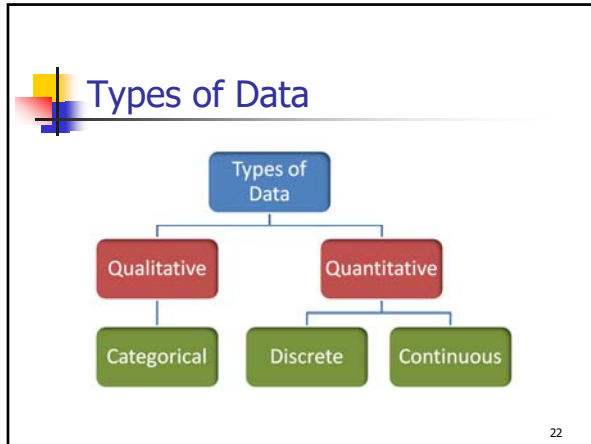 Types of Data
Types of
Data
Qualitative
Quantitative
Categorical
Discrete
Continuous
22